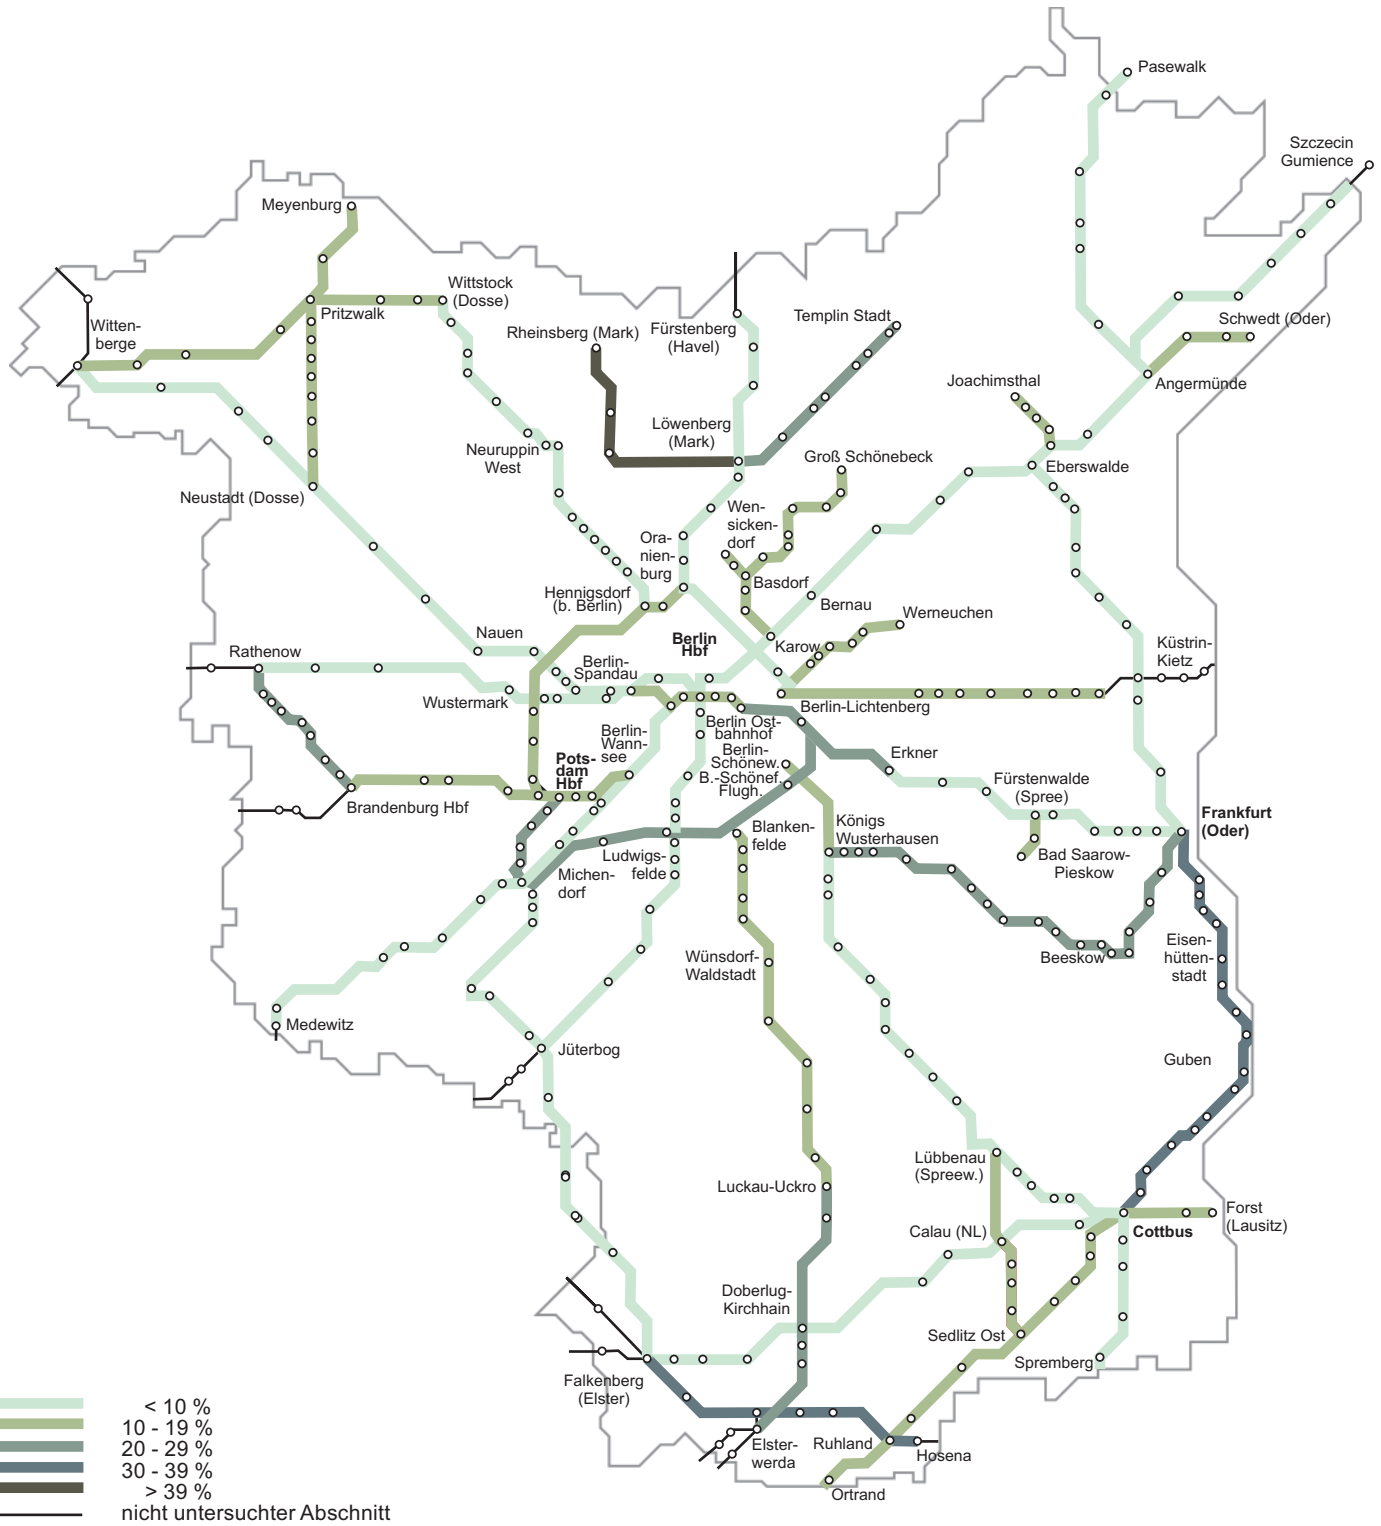 Pasewalk
Szczecin
Gumience
Meyenburg
Wittstock
(Dosse)
Pritzwalk
Witten-
berge
Rheinsberg (Mark)
Fürstenberg
(Havel)
Templin Stadt
Schwedt (Oder)
Angermünde
Joachimsthal
Löwenberg
(Mark)
Neuruppin
West
Groß Schönebeck
Eberswalde
Neustadt (Dosse)
Wen-
sicken-
dorf
Ora-
nien-
burg
Basdorf
Hennigsdorf
(b. Berlin)
Bernau
Werneuchen
Nauen
Berlin
Hbf
Karow
Küstrin-
Kietz
Rathenow
Berlin-
Spandau
Wustermark
Berlin-Lichtenberg
Berlin Ost-
bahnhof
Berlin-
Wann-
see
Berlin-
Schönew.
B.-Schönef.
Flugh.
Erkner
Pots-
dam
Hbf
Fürstenwalde
(Spree)
Brandenburg Hbf
Frankfurt
(Oder)
Blanken-
felde
Königs
Wusterhausen
Ludwigs-
felde
Bad Saarow-
Pieskow
Michen-
dorf
Eisen-
hütten-
stadt
Beeskow
Wünsdorf-
Waldstadt
Medewitz
Jüterbog
Guben
Lübbenau
(Spreew.)
Luckau-Uckro
Forst
(Lausitz)
Calau (NL)
Cottbus
Doberlug-
Kirchhain
Sedlitz Ost
Spremberg
Falkenberg
(Elster)
Elster-
werda
Ruhland
Hosena
Ortrand
< 10 %
10 - 19 %
20 - 29 %
30 - 39 %
> 39 %
nicht untersuchter Abschnitt